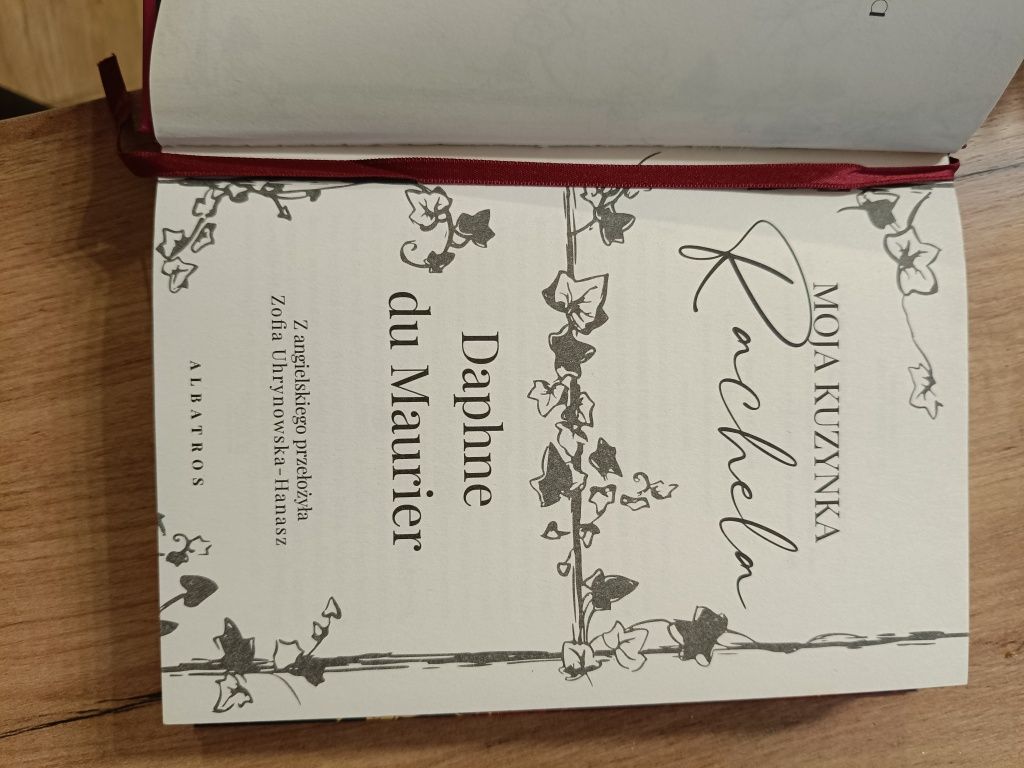 MOJA KUZYNKA
Rachela
Daphne
du Maurier
Z angielskiego przełożyła
Zofia Uhrynowska-Hanasz
ALBATROS